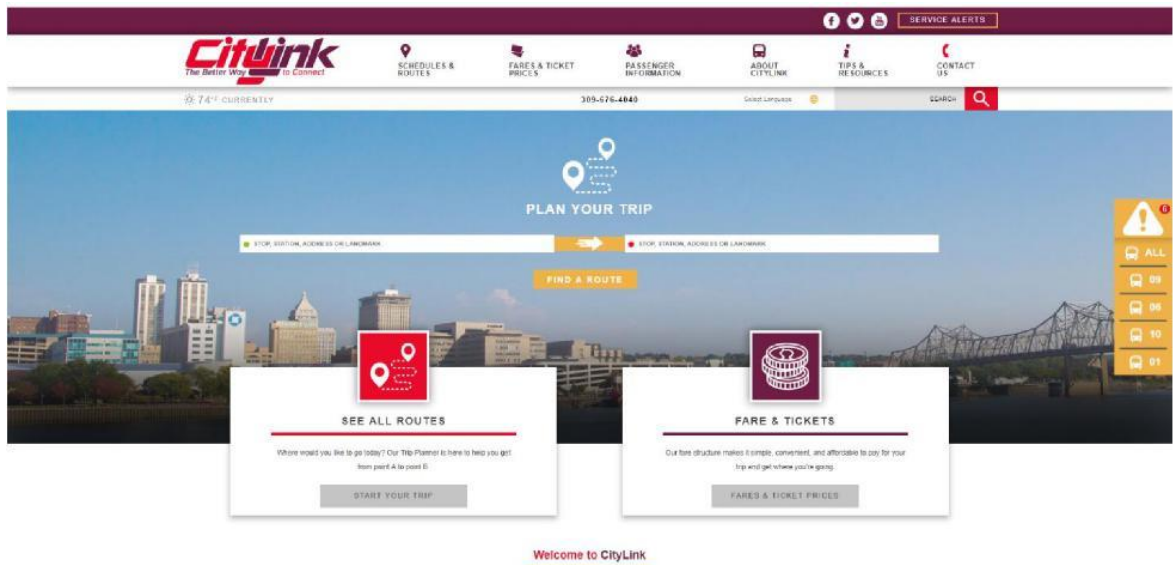 SERVICE ALERTS
Citylink
The Better Way to Connect
SCHEDULES & ROUTES
FARES & TICKET PRICES
PASSENGER INFORMATION
ABOUT CITYLINK
TIPS & RESOURCES
CONTACT US
74°F CURRENTLY
309-676-4040
Select Language
SEARCH
PLAN YOUR TRIP
STOP, STATION, ADDRESS OR LANDMARK
STOP, STATION, ADDRESS OR LANDMARK
FIND A ROUTE
6
ALL
09
06
10
01
SEE ALL ROUTES
Where would you like to go today? Our Trip Planner is here to help you get
from point A to point B.
START YOUR TRIP
FARE & TICKETS
Our fare structure makes it simple, convenient, and affordable to pay for your
trip and get where you're going.
FARES & TICKET PRICES
Welcome to CityLink